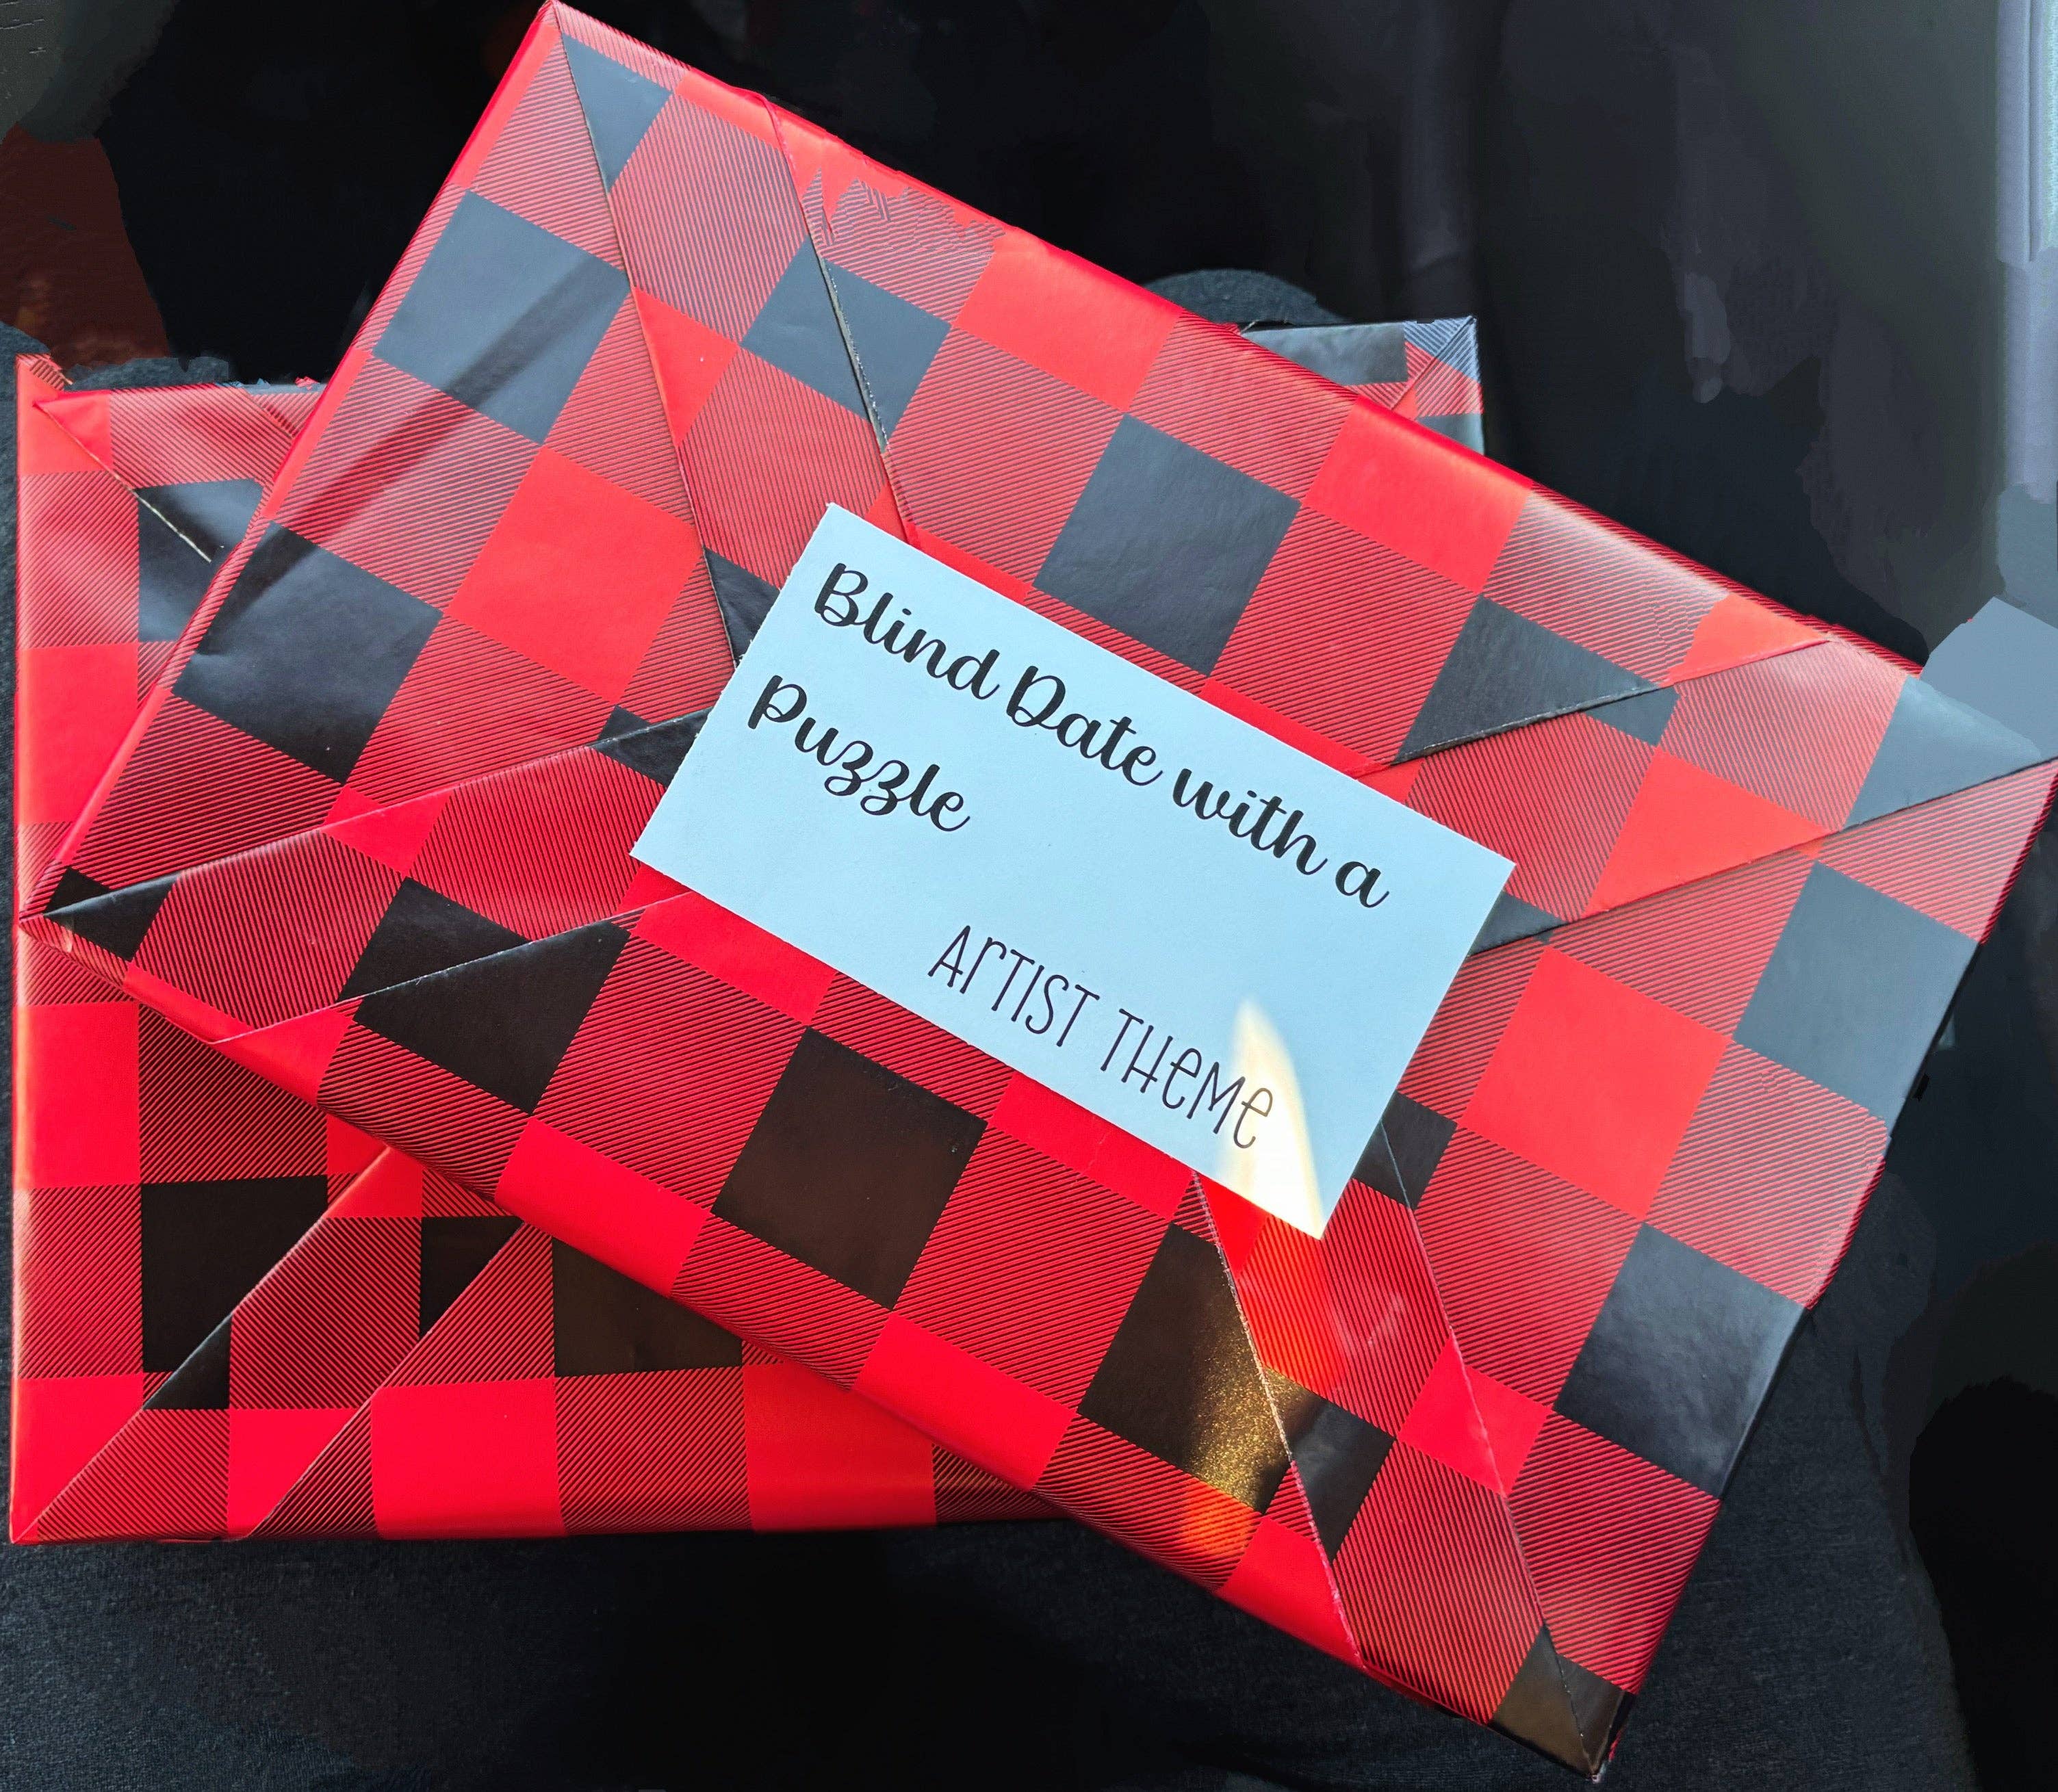 Blind Date with a
Puzzle
ARTIST THEME